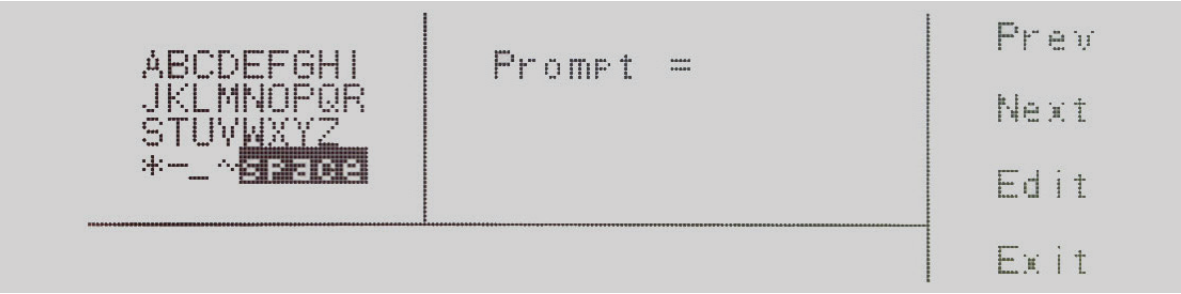 ABCDEFGHI
JKLMNOPQR
STUVWXYZ
*-_~space
Prompt =
Prev
Next
Edit
Exit